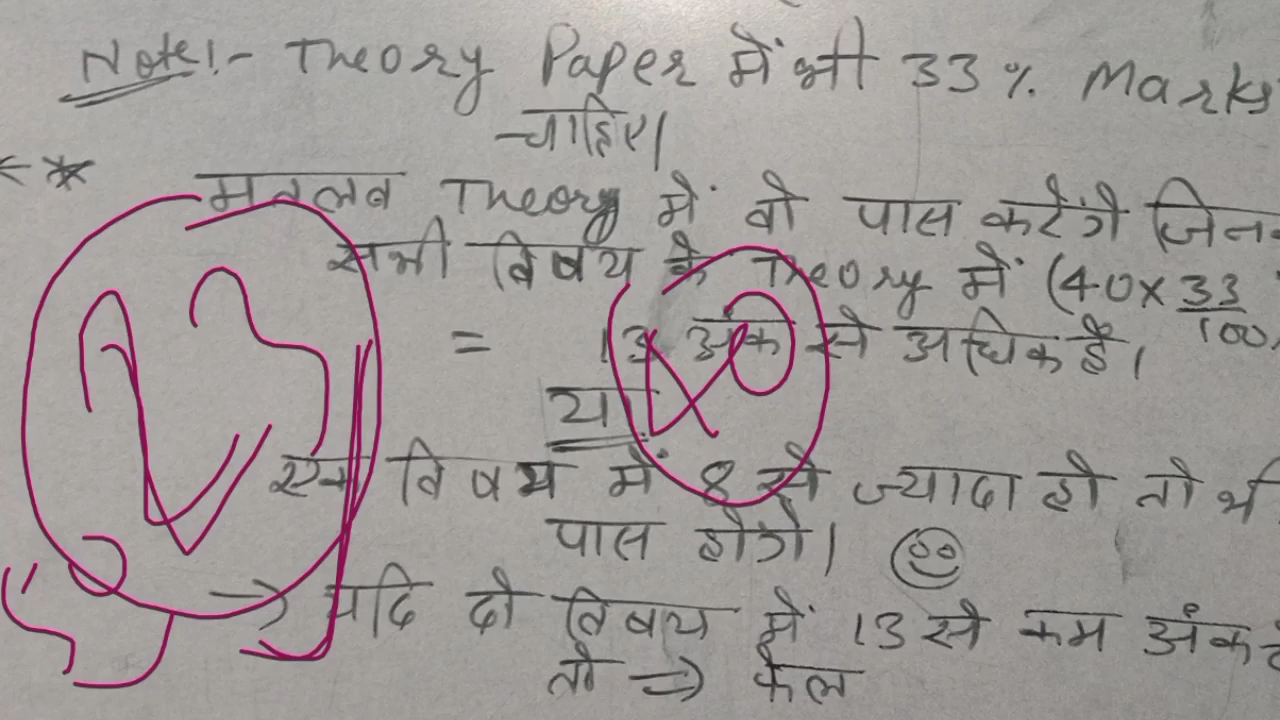 Note!- Theory Paper में भी 33% Marks
चाहिए।
← * मतलब Theory में वो पास करेंगे जिन
सभी विषय के Theory में (40 × 33/100)
= 13 अंक से अधिक है।
या
एक विषय में 8 से ज्यादा हो तो भी
पास होंगे।
→ यदि दो विषय में 13 से कम अंक है
तो ⇒ फेल